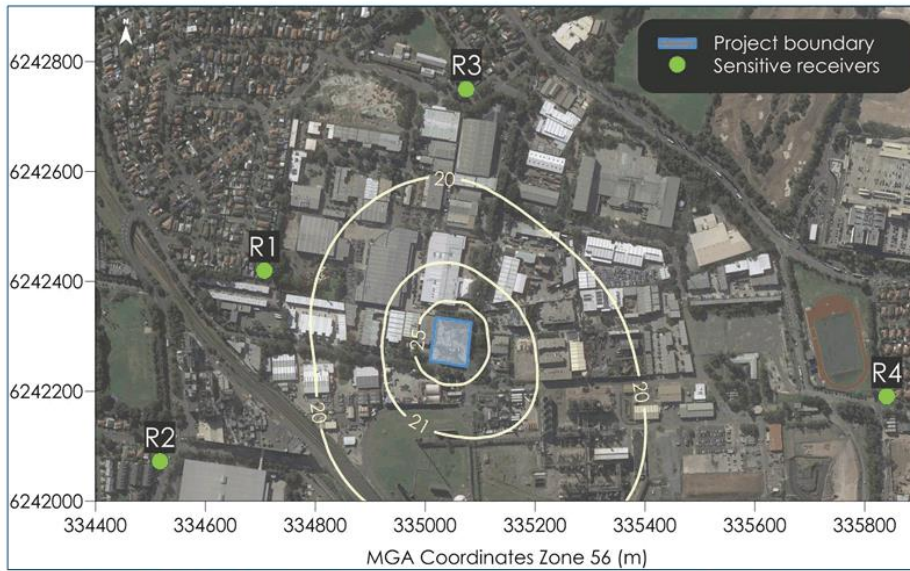 N
Project boundary
Sensitive receivers
6242800
R3
6242600
20
R1
6242400
25
6242200
20
20
R4
21
R2
6242000
334400
334600
334800
335000
335200
335400
335600
335800
MGA Coordinates Zone 56 (m)